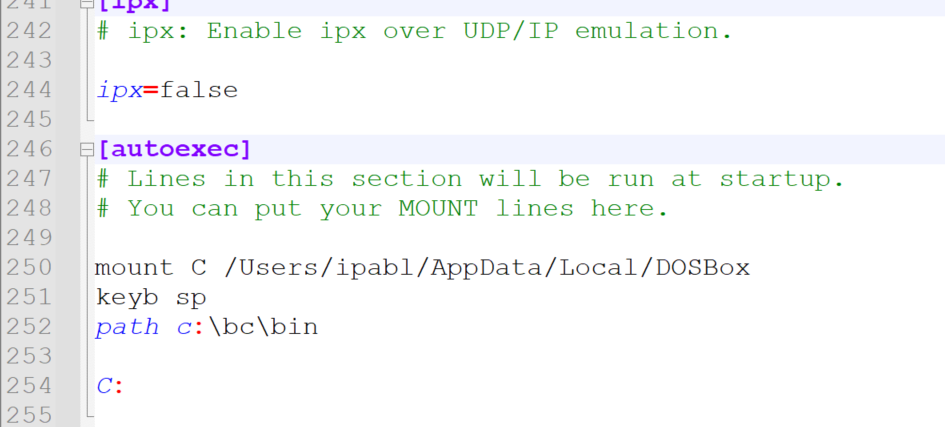 241 [ipx]
242 # ipx: Enable ipx over UDP/IP emulation.
243
244 ipx=false
245
246 [autoexec]
247 # Lines in this section will be run at startup.
248 # You can put your MOUNT lines here.
249
250 mount C /Users/ipabl/AppData/Local/DOSBox
251 keyb sp
252 path c:\bc\bin
253
254 C:
255